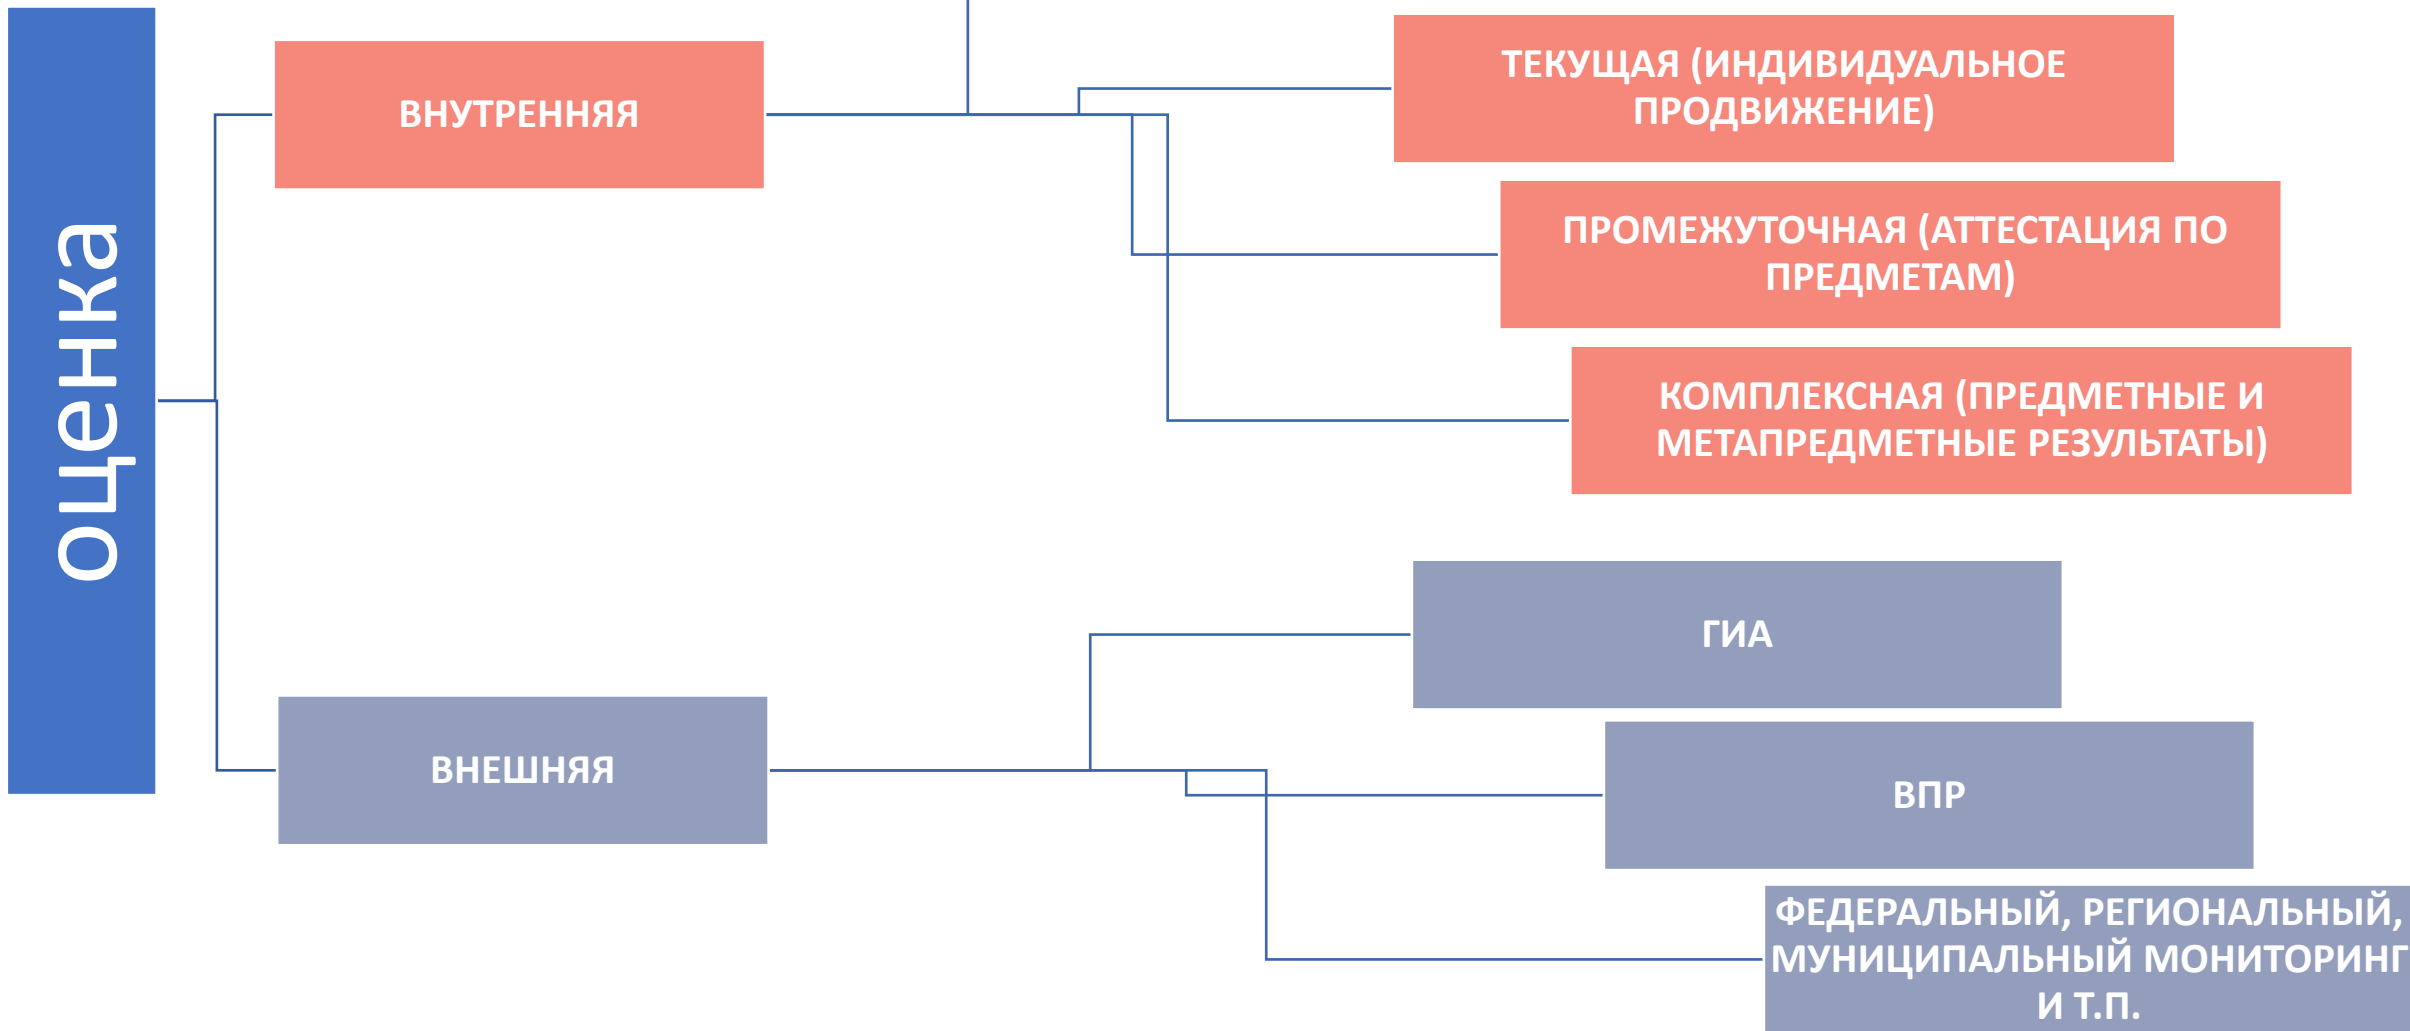 оценка
ВНУТРЕННЯЯ
ТЕКУЩАЯ (ИНДИВИДУАЛЬНОЕ
ПРОДВИЖЕНИЕ)
ПРОМЕЖУТОЧНАЯ (АТТЕСТАЦИЯ ПО
ПРЕДМЕТАМ)
КОМПЛЕКСНАЯ (ПРЕДМЕТНЫЕ И
МЕТАПРЕДМЕТНЫЕ РЕЗУЛЬТАТЫ)
ВНЕШНЯЯ
ГИА
ВПР
ФЕДЕРАЛЬНЫЙ, РЕГИОНАЛЬНЫЙ,
МУНИЦИПАЛЬНЫЙ МОНИТОРИНГ
И Т.П.